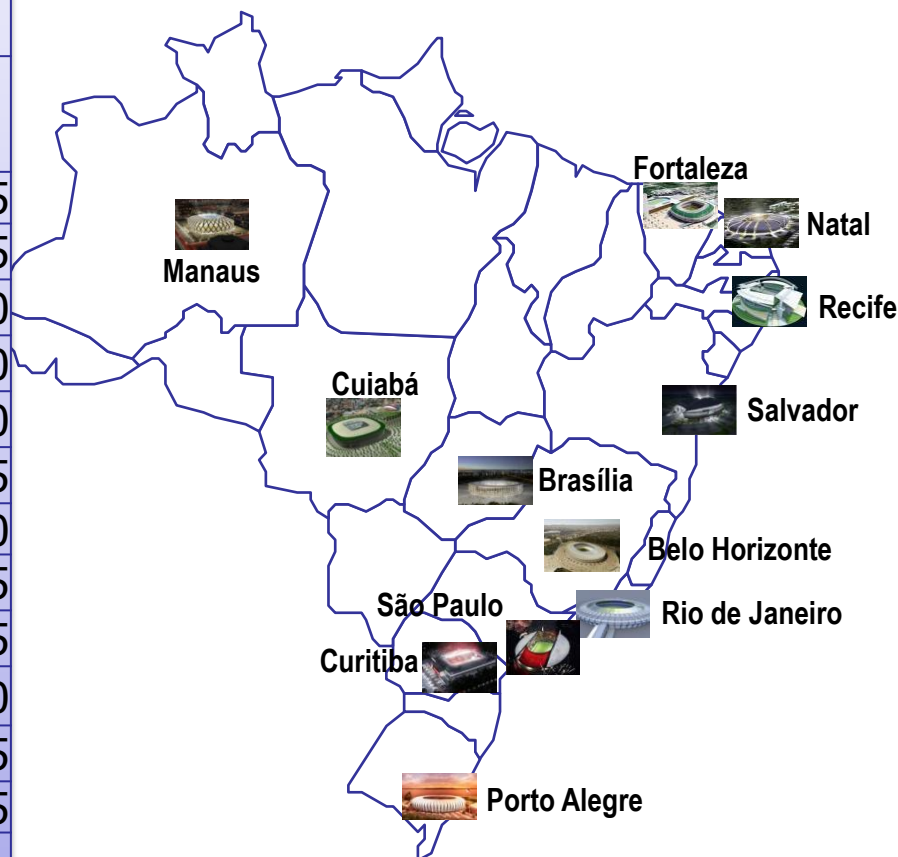 Fortaleza
Natal
Manaus
Recife
Cuiabá
Salvador
Brasília
Belo Horizonte
São Paulo
Rio de Janeiro
Curitiba
Porto Alegre